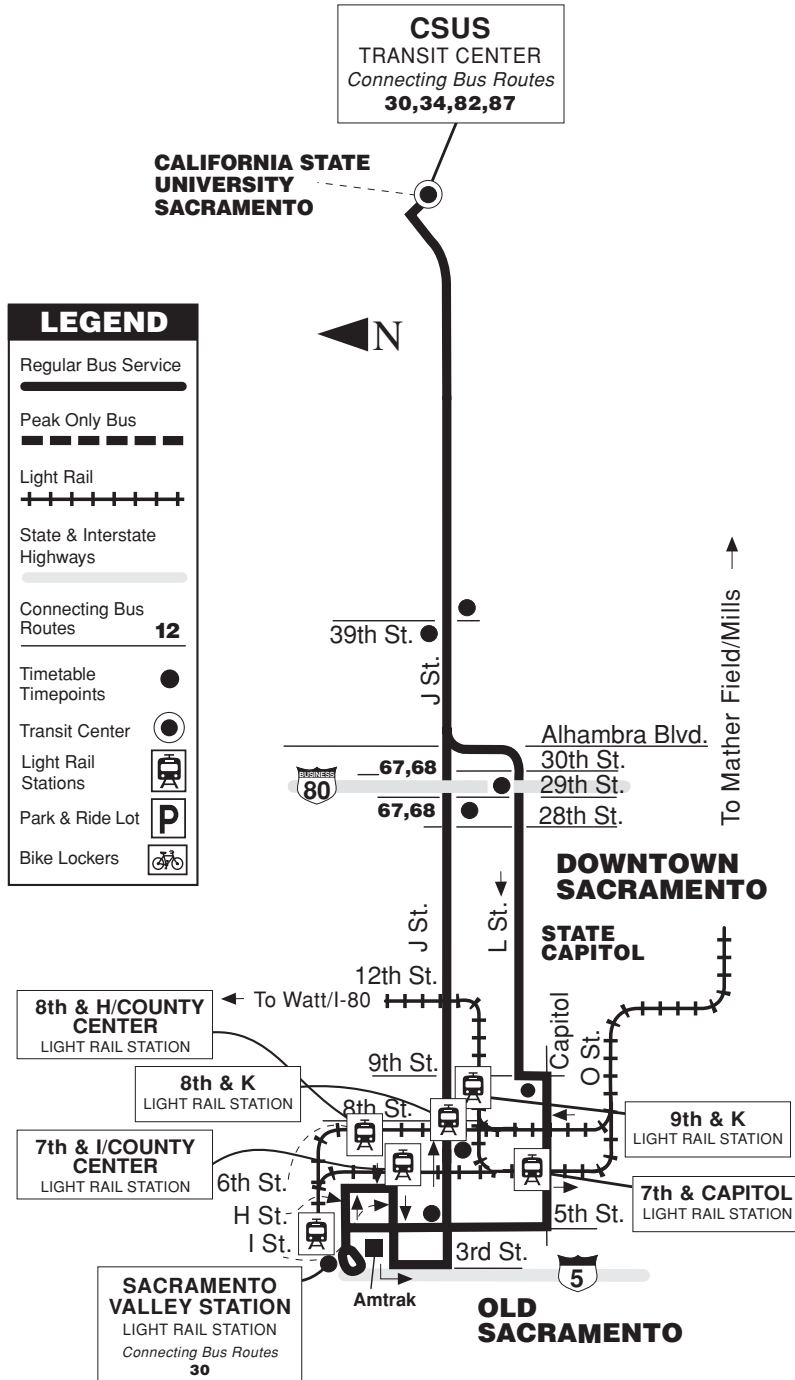 CSUS
TRANSIT CENTER
Connecting Bus Routes
30,34,82,87
CALIFORNIA STATE
UNIVERSITY
SACRAMENTO
N
LEGEND
Regular Bus Service
Peak Only Bus
Light Rail
State & Interstate
Highways
Connecting Bus
Routes 12
Timetable
Timepoints
Transit Center
Light Rail
Stations
Park & Ride Lot P
Bike Lockers
39th St.
J St.
To Mather Field/Mills
Alhambra Blvd.
67,68
30th St.
BUSINESS
80
29th St.
67,68
28th St.
DOWNTOWN
SACRAMENTO
J St.
L St.
STATE
CAPITOL
12th St.
To Watt/I-80
8th & H/COUNTY
CENTER
LIGHT RAIL STATION
9th St.
Capitol
O St.
8th & K
LIGHT RAIL STATION
8th St.
9th & K
LIGHT RAIL STATION
7th & I/COUNTY
CENTER
LIGHT RAIL STATION
6th St.
7th & CAPITOL
LIGHT RAIL STATION
H St.
5th St.
I St.
3rd St.
5
Amtrak
SACRAMENTO
VALLEY STATION
LIGHT RAIL STATION
Connecting Bus Routes
30
OLD
SACRAMENTO